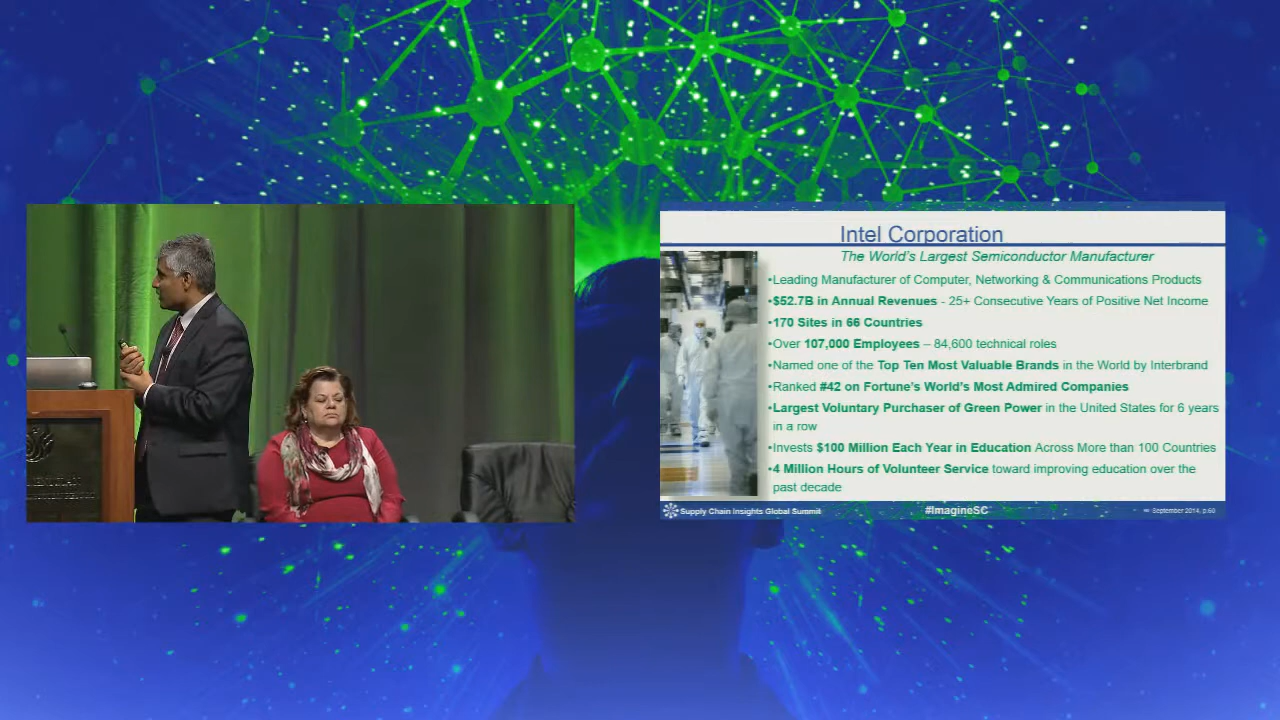 Intel Corporation
The World's Largest Semiconductor Manufacturer
•Leading Manufacturer of Computer, Networking & Communications Products
•$52.7B in Annual Revenues - 25+ Consecutive Years of Positive Net Income
•170 Sites in 66 Countries
•Over 107,000 Employees – 84,600 technical roles
•Named one of the Top Ten Most Valuable Brands in the World by Interbrand
•Ranked #42 on Fortune's World's Most Admired Companies
•Largest Voluntary Purchaser of Green Power in the United States for 6 years
in a row
•Invests $100 Million Each Year in Education Across More than 100 Countries
•4 Million Hours of Volunteer Service toward improving education over the
past decade
Supply Chain Insights Global Summit
#ImagineSC
September 2014, p.60